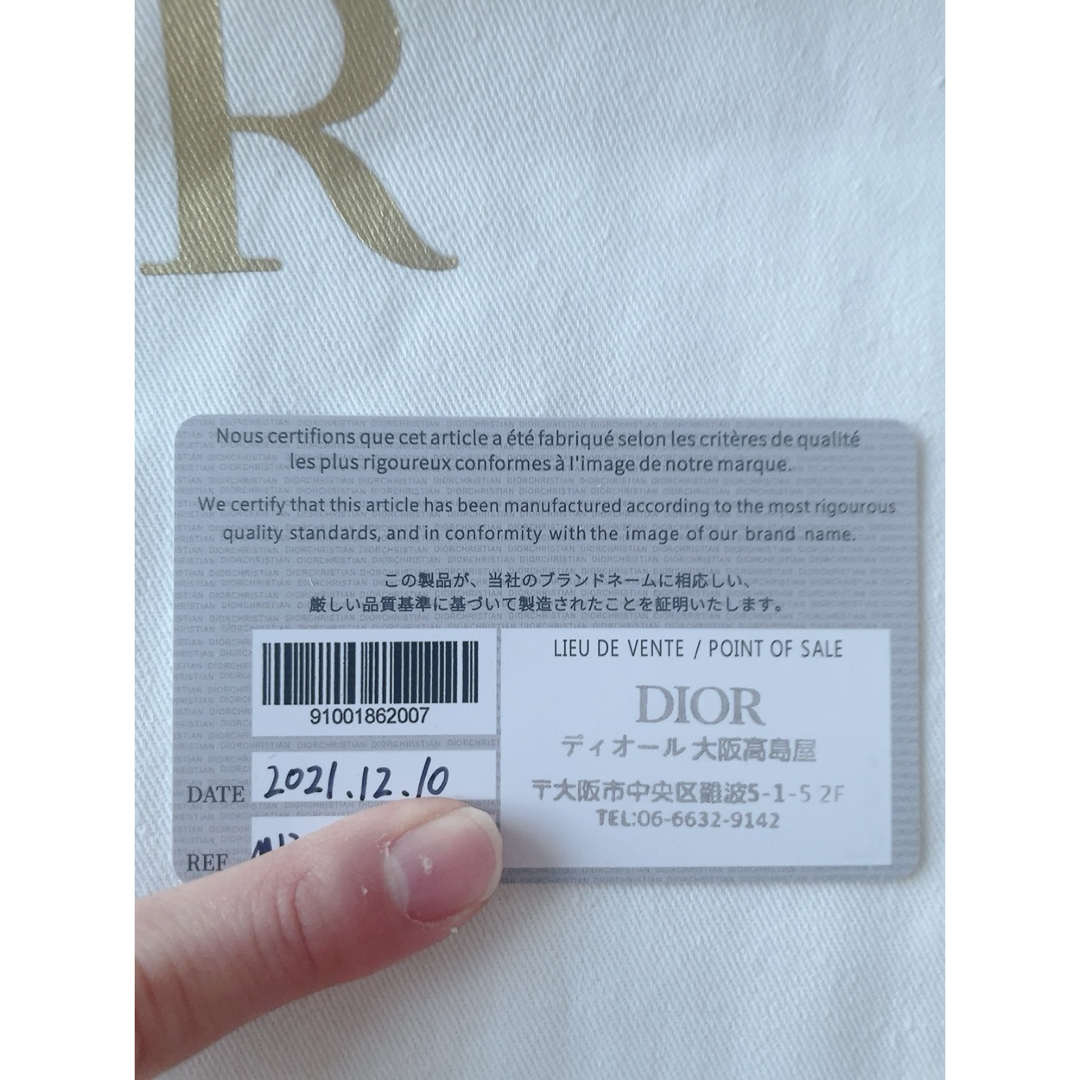 R
Nous certifions que cet article a été fabriqué selon les critères de qualité
les plus rigoureux conformes à l'image de notre marque.
We certify that this article has been manufactured according to the most rigourous
quality standards, and in conformity with the image of our brand name.
この製品が、当社のブランドネームに相応しい、
厳しい品質基準に基づいて製造されたことを証明いたします。
91001862007
DATE 2021.12.10
REF
LIEU DE VENTE / POINT OF SALE
DIOR
ディオール 大阪高島屋
〒大阪市中央区難波5-1-5 2F
TEL:06-6632-9142